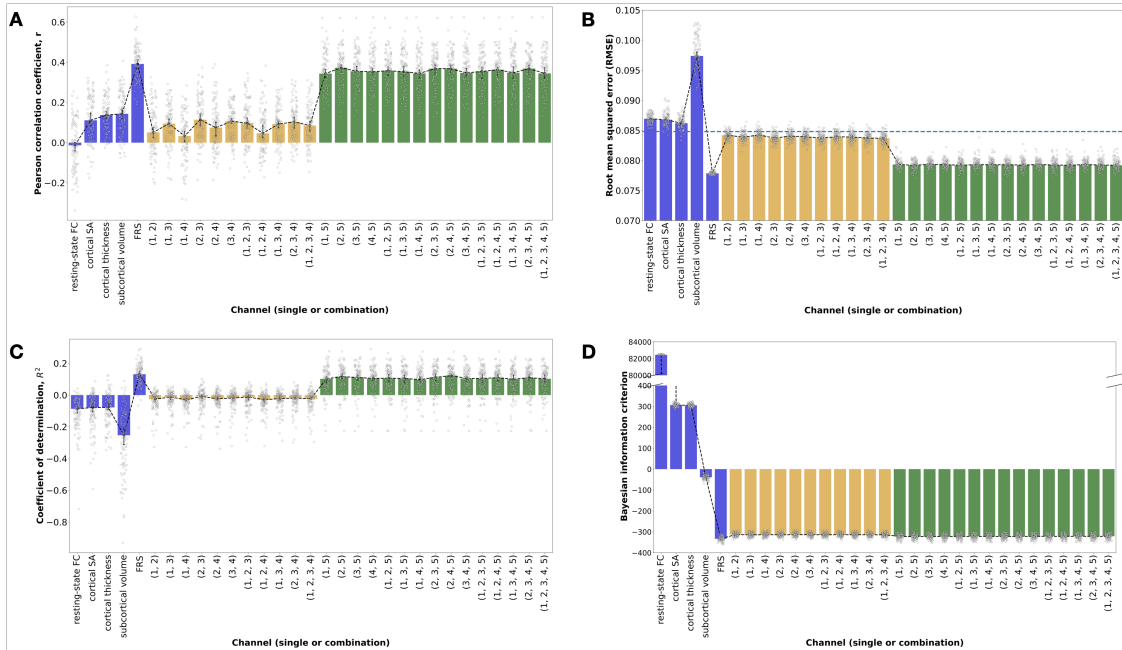 A
Pearson correlation coefficient, r
0.6
0.4
0.2
0.0
−0.2
resting-state FC
cortical SA
cortical thickness
subcortical volume
FRS
(1, 2)
(1, 3)
(1, 4)
(2, 3)
(2, 4)
(3, 4)
(1, 2, 3)
(1, 2, 4)
(1, 3, 4)
(2, 3, 4)
(1, 2, 3, 4)
(1, 5)
(2, 5)
(3, 5)
(4, 5)
(1, 2, 5)
(1, 3, 5)
(1, 4, 5)
(2, 3, 5)
(2, 4, 5)
(3, 4, 5)
(1, 2, 3, 5)
(1, 2, 4, 5)
(1, 3, 4, 5)
(2, 3, 4, 5)
(1, 2, 3, 4, 5)
Channel (single or combination)
B
Root mean squared error (RMSE)
0.105
0.100
0.095
0.090
0.085
0.080
0.075
0.070
resting-state FC
cortical SA
cortical thickness
subcortical volume
FRS
(1, 2)
(1, 3)
(1, 4)
(2, 3)
(2, 4)
(3, 4)
(1, 2, 3)
(1, 2, 4)
(1, 3, 4)
(2, 3, 4)
(1, 2, 3, 4)
(1, 5)
(2, 5)
(3, 5)
(4, 5)
(1, 2, 5)
(1, 3, 5)
(1, 4, 5)
(2, 3, 5)
(2, 4, 5)
(3, 4, 5)
(1, 2, 3, 5)
(1, 2, 4, 5)
(1, 3, 4, 5)
(2, 3, 4, 5)
(1, 2, 3, 4, 5)
Channel (single or combination)
C
Coefficient of determination, R²
0.2
0.0
−0.2
−0.4
−0.6
−0.8
resting-state FC
cortical SA
cortical thickness
subcortical volume
FRS
(1, 2)
(1, 3)
(1, 4)
(2, 3)
(2, 4)
(3, 4)
(1, 2, 3)
(1, 2, 4)
(1, 3, 4)
(2, 3, 4)
(1, 2, 3, 4)
(1, 5)
(2, 5)
(3, 5)
(4, 5)
(1, 2, 5)
(1, 3, 5)
(1, 4, 5)
(2, 3, 5)
(2, 4, 5)
(3, 4, 5)
(1, 2, 3, 5)
(1, 2, 4, 5)
(1, 3, 4, 5)
(2, 3, 4, 5)
(1, 2, 3, 4, 5)
Channel (single or combination)
D
Bayesian information criterion
84000
82000
80000
400
300
200
100
0
−100
−200
−300
−400
resting-state FC
cortical SA
cortical thickness
subcortical volume
FRS
(1, 2)
(1, 3)
(1, 4)
(2, 3)
(2, 4)
(3, 4)
(1, 2, 3)
(1, 2, 4)
(1, 3, 4)
(2, 3, 4)
(1, 2, 3, 4)
(1, 5)
(2, 5)
(3, 5)
(4, 5)
(1, 2, 5)
(1, 3, 5)
(1, 4, 5)
(2, 3, 5)
(2, 4, 5)
(3, 4, 5)
(1, 2, 3, 5)
(1, 2, 4, 5)
(1, 3, 4, 5)
(2, 3, 4, 5)
(1, 2, 3, 4, 5)
Channel (single or combination)